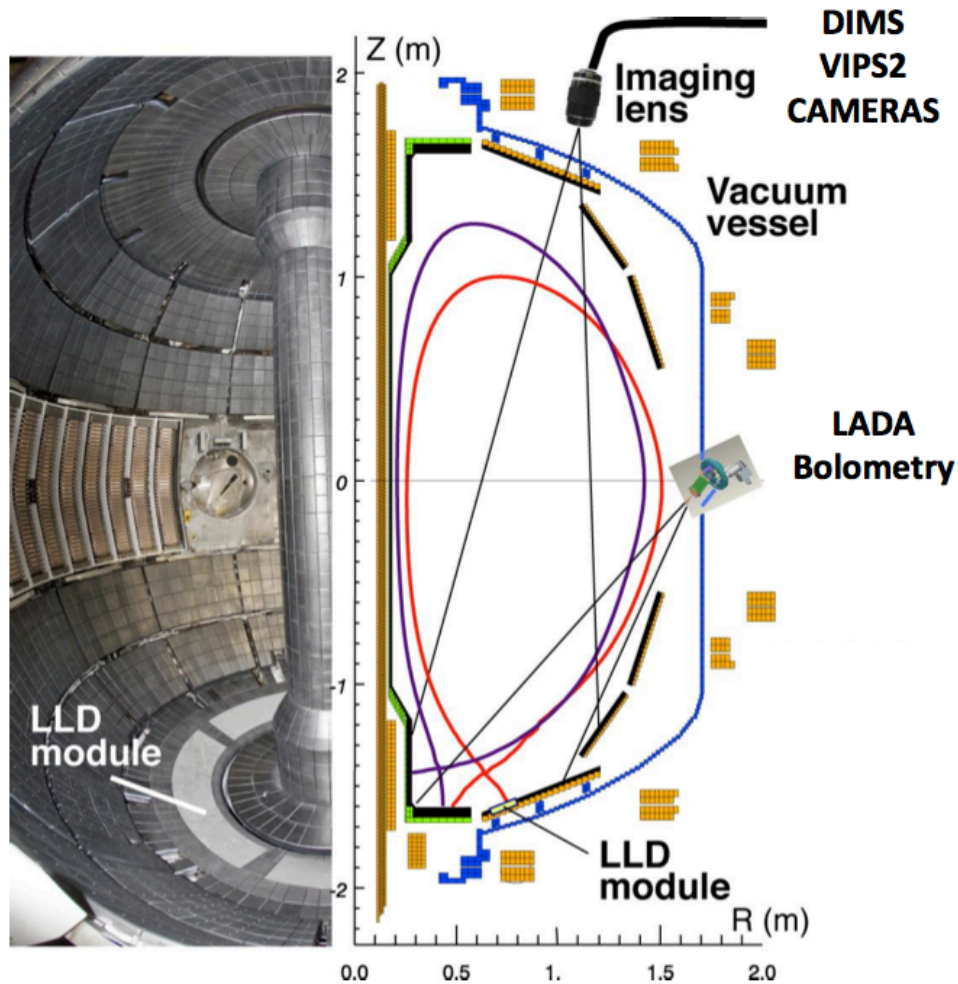 DIMS
VIPS2
CAMERAS
Z (m)
Imaging
lens
Vacuum
vessel
LADA
Bolometry
LLD
module
LLD
module
R (m)
2
1
0
-1
-2
0.0
0.5
1.
1.5
2.0